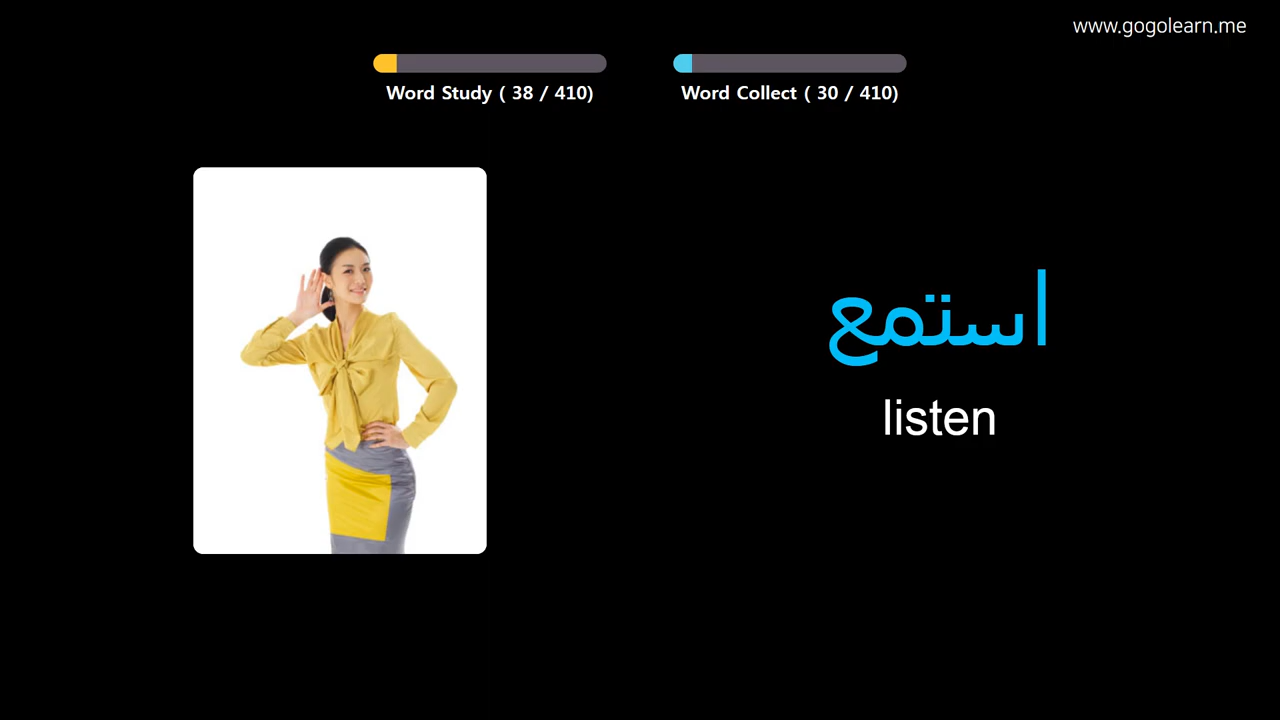 www.gogolearn.me
Word Study ( 38 / 410)
Word Collect ( 30 / 410)
استمع
listen